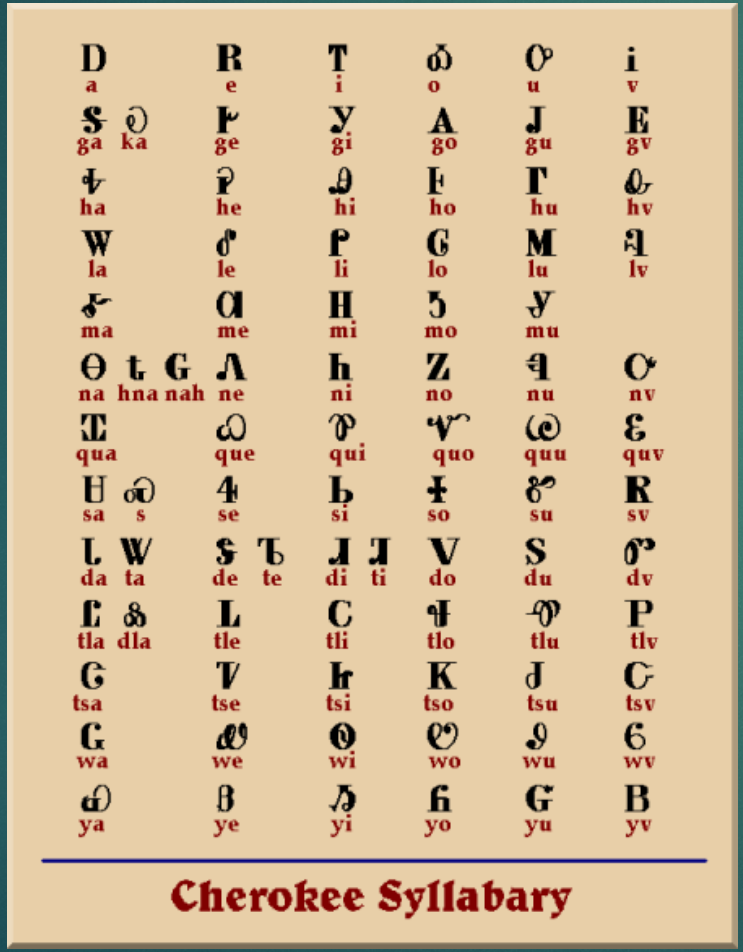 Ꭰ Ꭱ Ꭲ Ꭳ Ꭴ Ꭵ
a e i o u v
Ꭶ Ꭷ Ꭸ Ꭹ Ꭺ Ꭻ Ꭼ
ga ka ge gi go gu gv
Ꭽ Ꭾ Ꭿ Ꮀ Ꮁ Ꮂ
ha he hi ho hu hv
Ꮃ Ꮄ Ꮅ Ꮆ Ꮇ Ꮈ
la le li lo lu lv
Ꮉ Ꮊ Ꮋ Ꮌ Ꮍ
ma me mi mo mu
Ꮎ Ꮏ Ꮐ Ꮑ Ꮒ Ꮓ Ꮔ Ꮕ
na hna nah ne ni no nu nv
Ꮖ Ꮗ Ꮘ Ꮙ Ꮚ Ꮛ
qua que qui quo quu quv
Ꮜ Ꮝ Ꮞ Ꮟ Ꮠ Ꮡ Ꮢ
sa s se si so su sv
Ꮣ Ꮤ Ꮥ Ꮦ Ꮧ Ꮨ Ꮩ Ꮪ Ꮫ
da ta de te di ti do du dv
Ꮭ Ꮬ Ꮮ Ꮯ Ꮰ Ꮱ Ꮲ
tla dla tle tli tlo tlu tlv
Ꮳ Ꮴ Ꮵ Ꮶ Ꮷ Ꮸ
tsa tse tsi tso tsu tsv
Ꮹ Ꮺ Ꮻ Ꮼ Ꮽ Ꮾ
wa we wi wo wu wv
Ꮿ Ᏸ Ᏹ Ᏺ Ᏻ Ᏼ
ya ye yi yo yu yv
Cherokee Syllabary